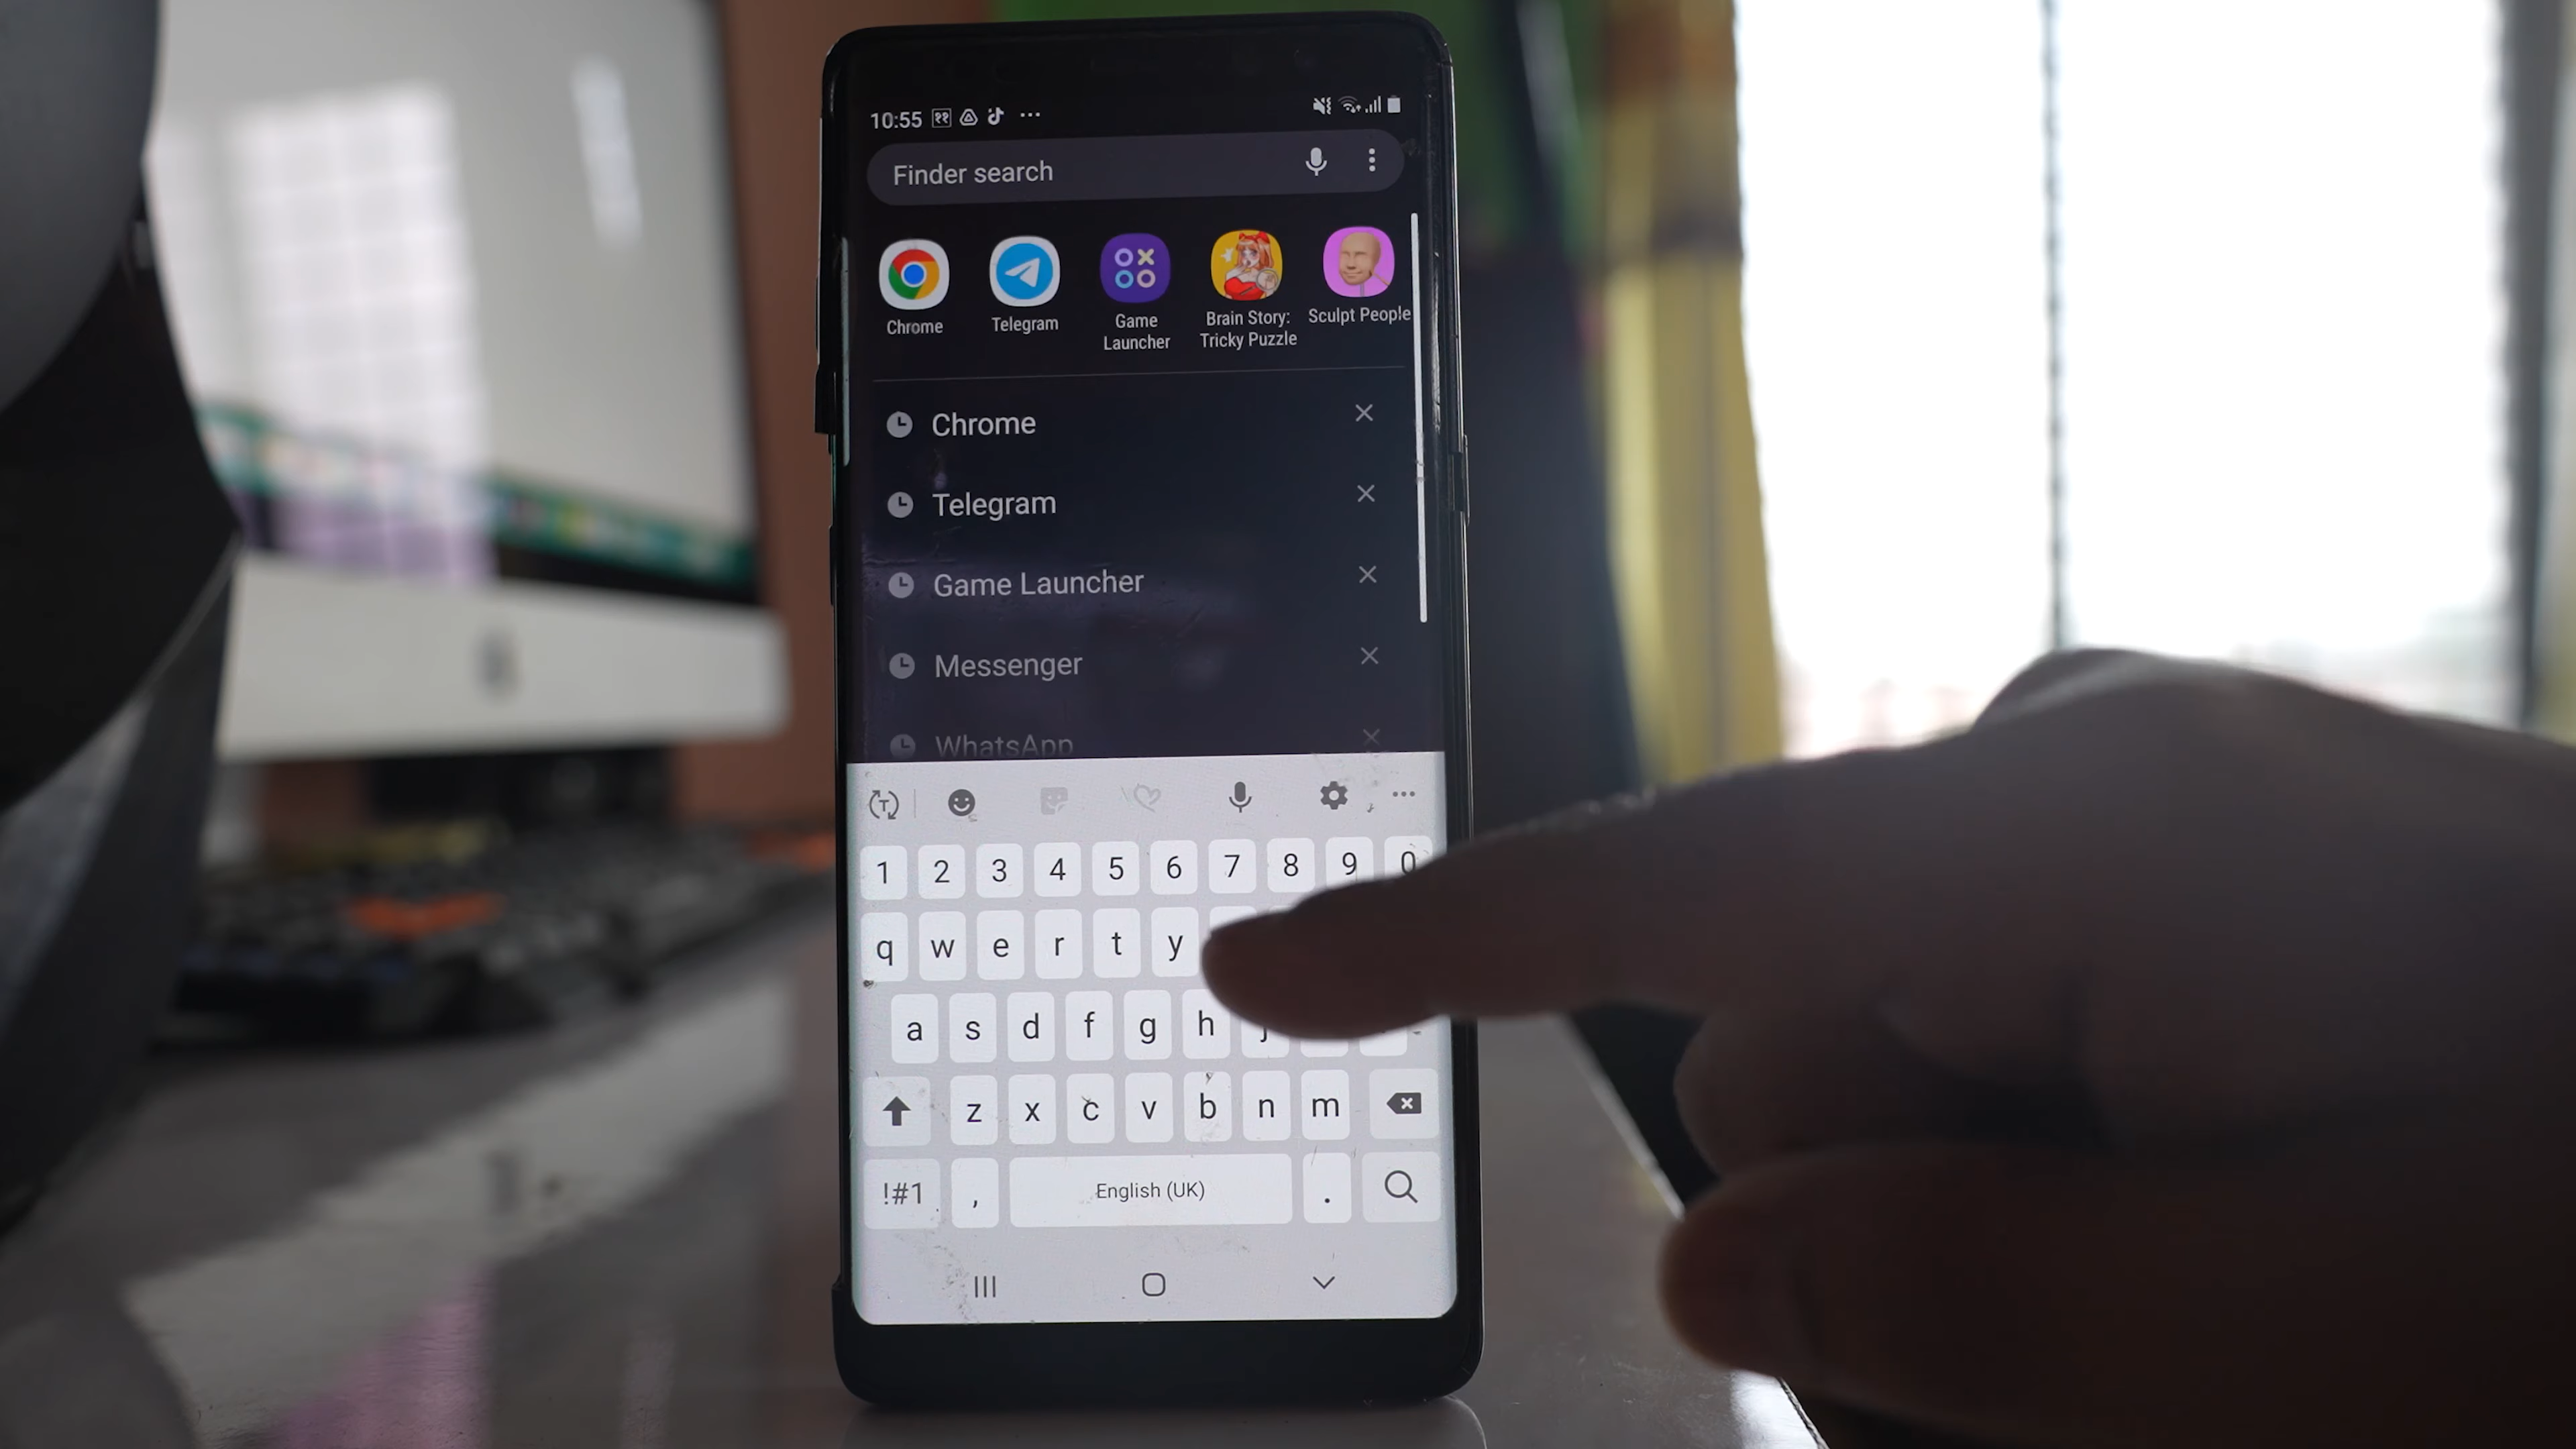 10:55
Finder search
Chrome
Telegram
Game
Launcher
Brain Story:
Tricky Puzzle
Sculpt People
Chrome
Telegram
Game Launcher
Messenger
WhatsApp
1 2 3 4 5 6 7 8 9 0
q w e r t y
a s d f g h j
z x c v b n m
!#1 , English (UK) .